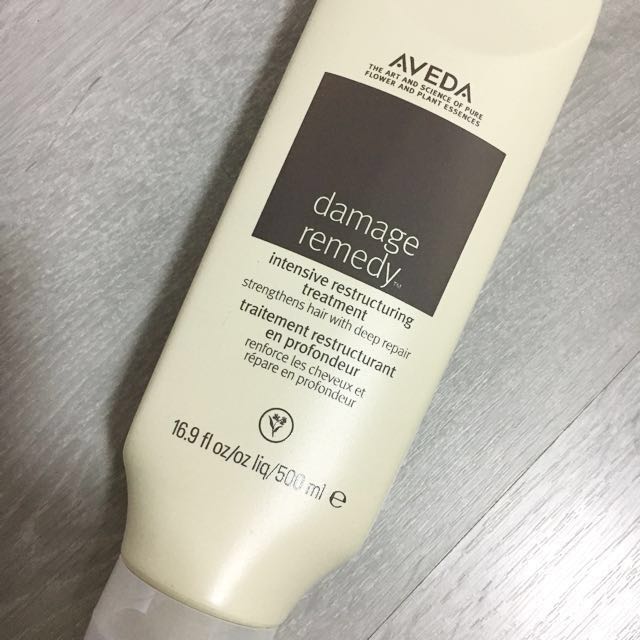 AVEDA
THE ART AND SCIENCE OF PURE
FLOWER AND PLANT ESSENCES
damage
remedy™
intensive restructuring
treatment
strengthens hair with deep repair
traitement restructurant
en profondeur
renforce les cheveux et
répare en profondeur
16.9 fl oz/oz liq/500 ml ℮